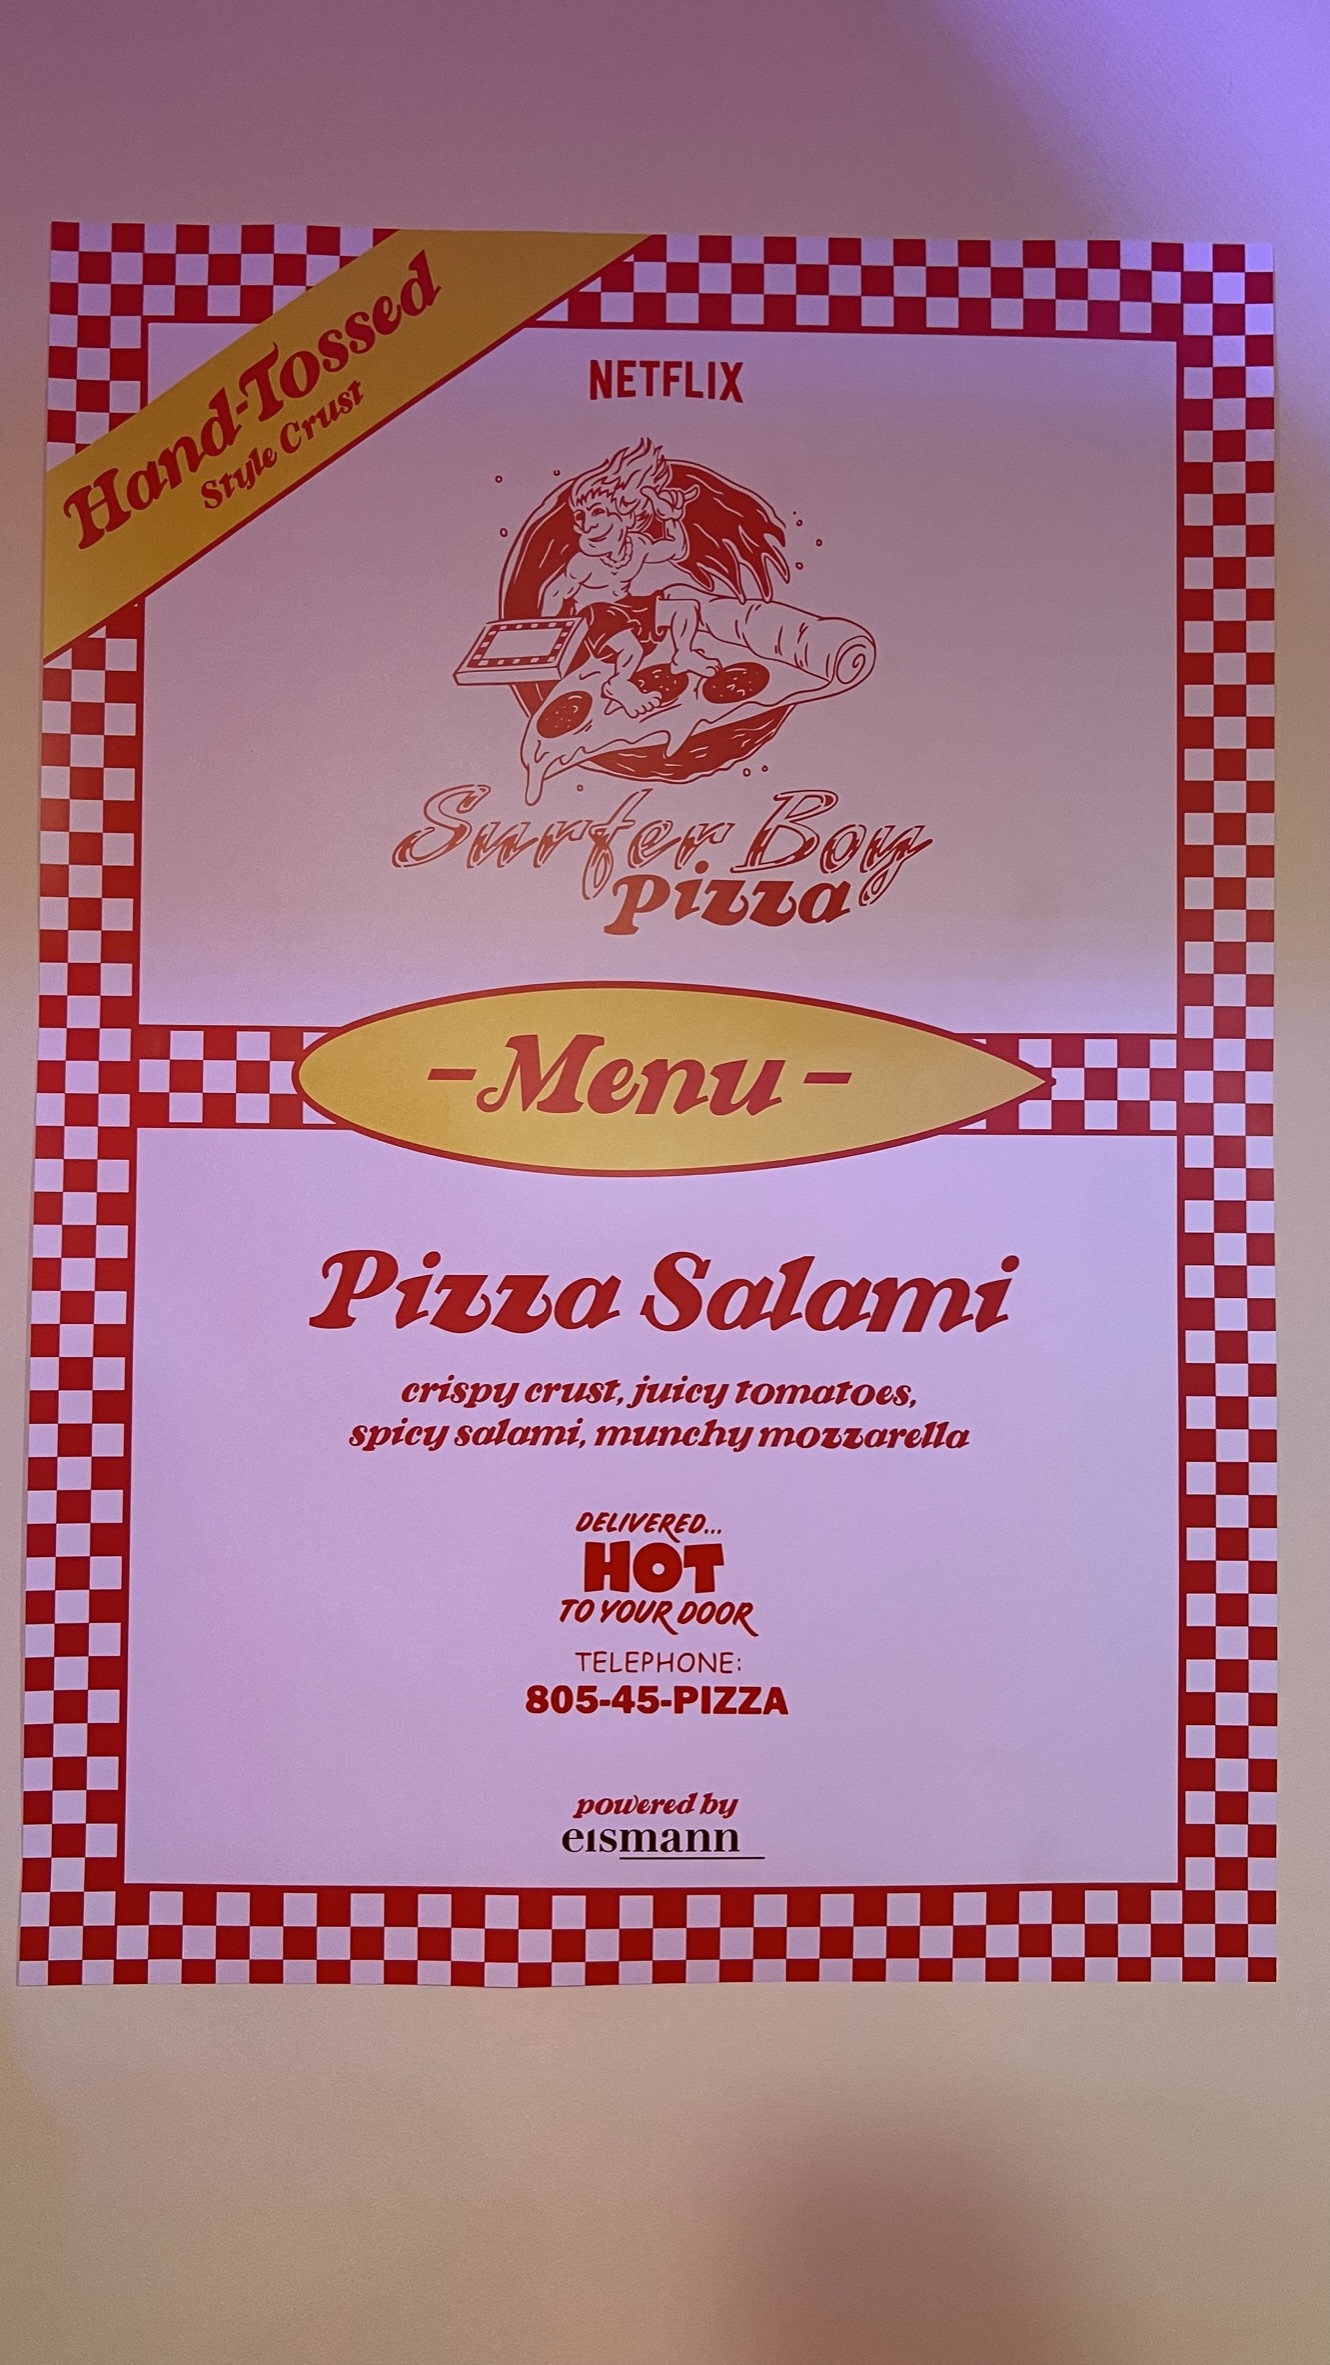 Hand-Tossed
Style Crust
NETFLIX
Surfer Boy
Pizza
-Menu-
Pizza Salami
crispy crust, juicy tomatoes,
spicy salami, munchy mozzarella
DELIVERED...
HOT
TO YOUR DOOR
TELEPHONE:
805-45-PIZZA
powered by
eismann